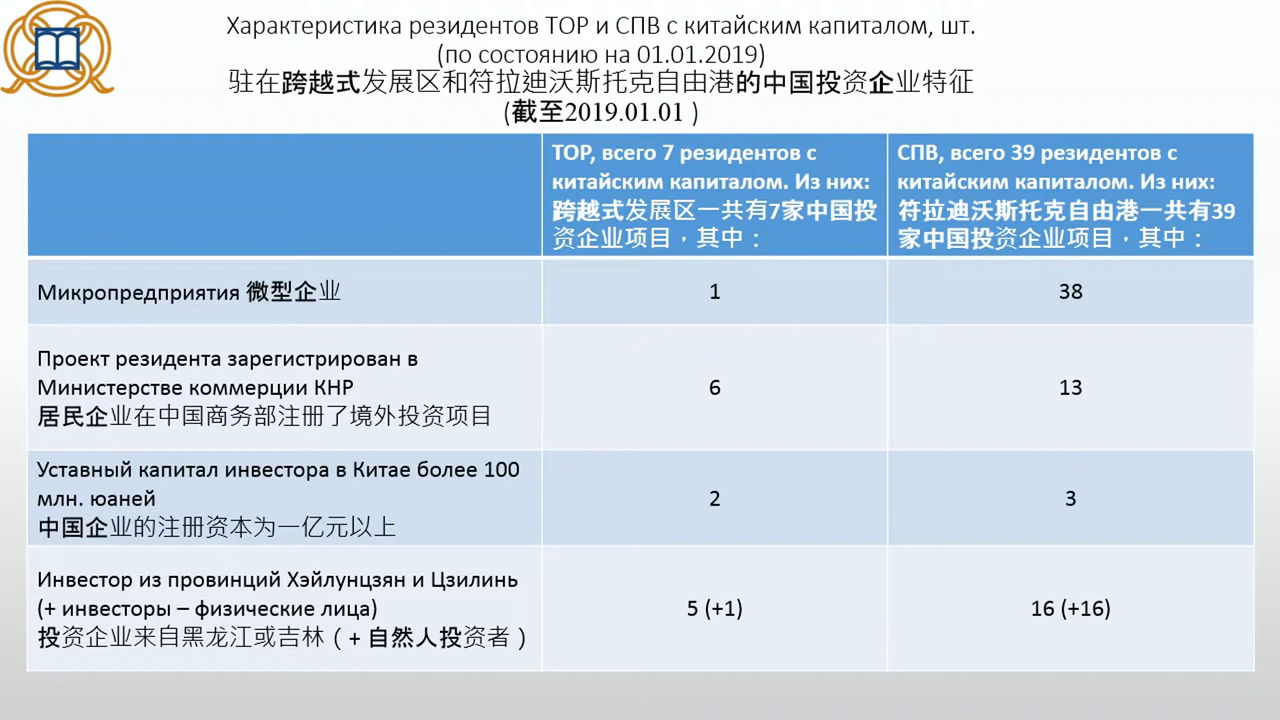 Характеристика резидентов ТОР и СПВ с китайским капиталом, шт.
(по состоянию на 01.01.2019)
驻在跨越式发展区和符拉迪沃斯托克自由港的中国投资企业特征
(截至2019.01.01 )
ТОР, всего 7 резидентов с
китайским капиталом. Из них:
跨越式发展区一共有7家中国投
资企业项目，其中：
СПВ, всего 39 резидентов с
китайским капиталом. Из них:
符拉迪沃斯托克自由港一共有39
家中国投资企业项目，其中：
Микропредприятия 微型企业
1
38
Проект резидента зарегистрирован в
Министерстве коммерции КНР
居民企业在中国商务部注册了境外投资项目
6
13
Уставный капитал инвестора в Китае более 100
млн. юаней
中国企业的注册资本为一亿元以上
2
3
Инвестор из провинций Хэйлунцзян и Цзилинь
(+ инвесторы – физические лица)
投资企业来自黑龙江或吉林（+ 自然人投资者）
5 (+1)
16 (+16)